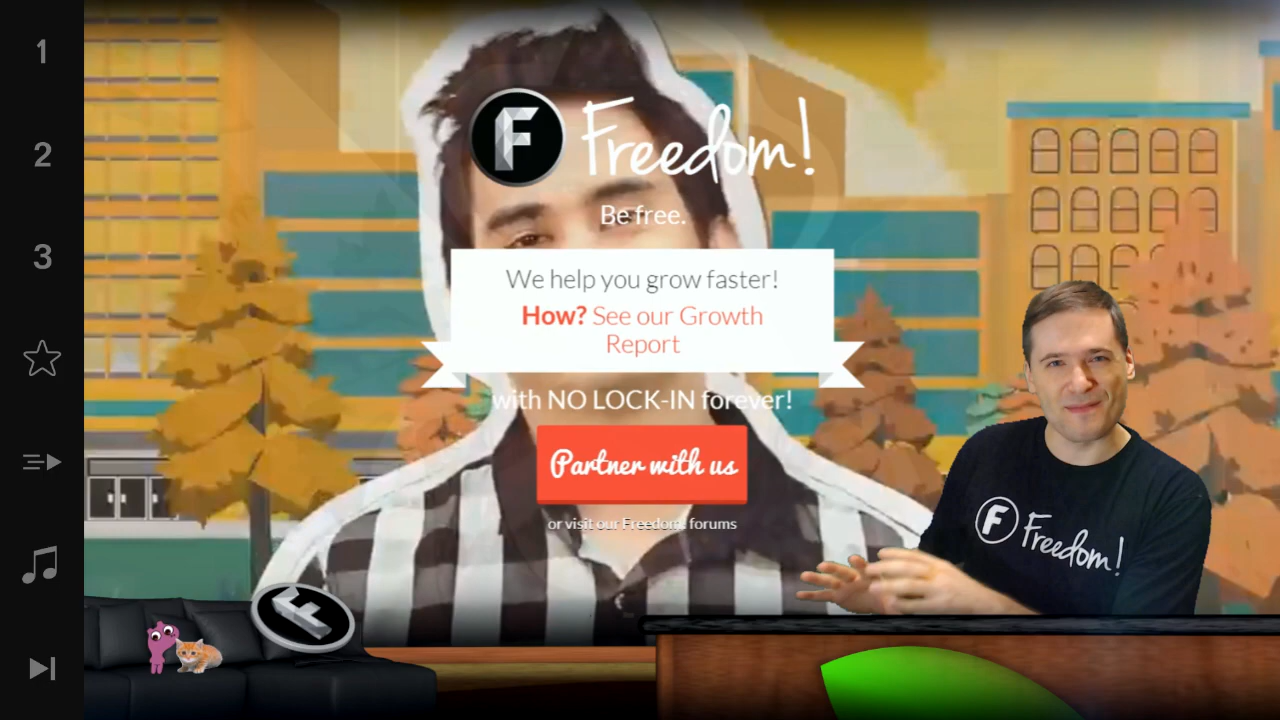 1
2
3
F Freedom!
Be free.
We help you grow faster!
How? See our Growth
Report
with NO LOCK-IN forever!
Partner with us
or visit our Freedom! forums
F Freedom!
F